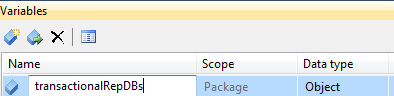 Variables
Name Scope Data type
transactionalRepDBs Package Object